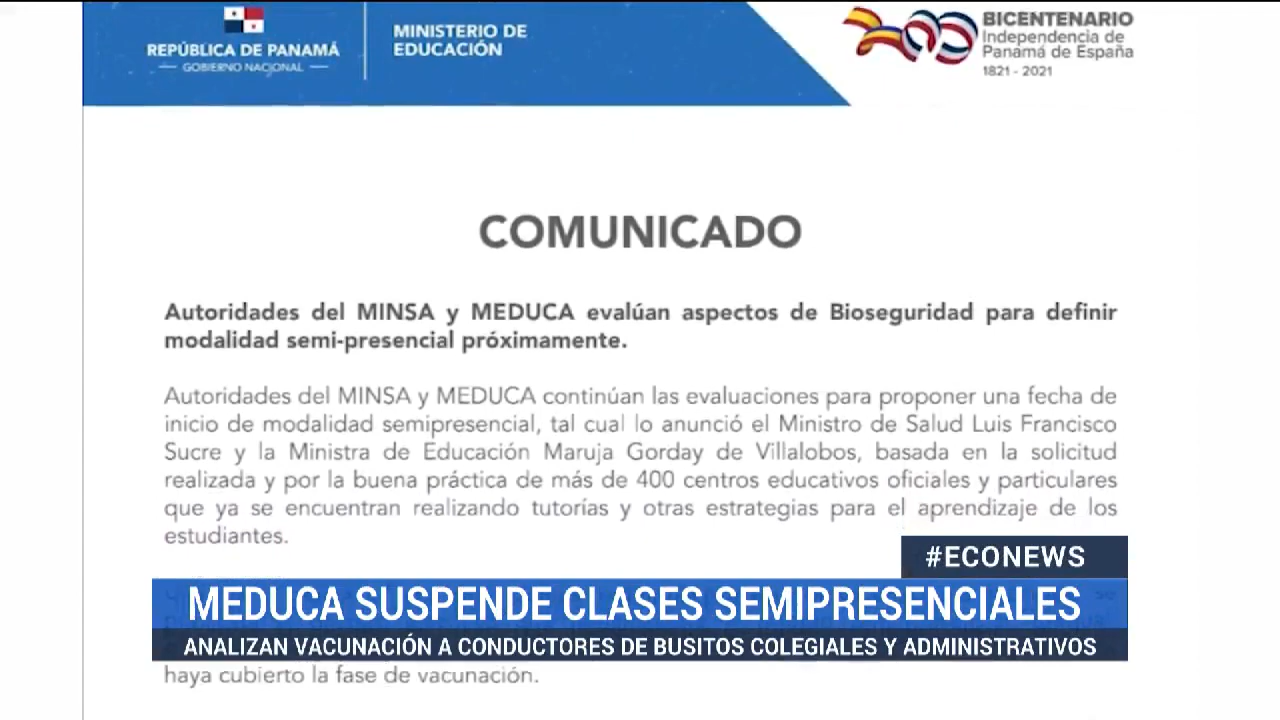 REPÚBLICA DE PANAMÁ
GOBIERNO NACIONAL
MINISTERIO DE
EDUCACIÓN
BICENTENARIO
Independencia de
Panamá de España
1821 - 2021
COMUNICADO
Autoridades del MINSA y MEDUCA evalúan aspectos de Bioseguridad para definir
modalidad semi-presencial próximamente.
Autoridades del MINSA y MEDUCA continúan las evaluaciones para proponer una fecha de
inicio de modalidad semipresencial, tal cual lo anunció el Ministro de Salud Luis Francisco
Sucre y la Ministra de Educación Maruja Gorday de Villalobos, basada en la solicitud
realizada y por la buena práctica de más de 400 centros educativos oficiales y particulares
que ya se encuentran realizando tutorías y otras estrategias para el aprendizaje de los
estudiantes.
#ECONEWS
MEDUCA SUSPENDE CLASES SEMIPRESENCIALES
ANALIZAN VACUNACIÓN A CONDUCTORES DE BUSITOS COLEGIALES Y ADMINISTRATIVOS
haya cubierto la fase de vacunación.